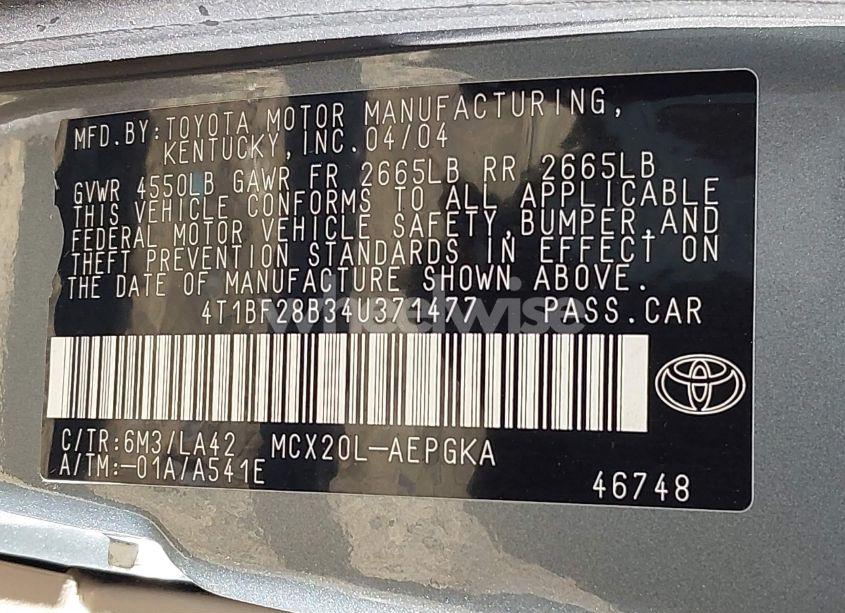 MFD.BY:TOYOTA MOTOR MANUFACTURING,
KENTUCKY,INC.04/04
GVWR 4550LB GAWR FR 2665LB RR 2665LB
THIS VEHICLE CONFORMS TO ALL APPLICABLE
FEDERAL MOTOR VEHICLE SAFETY,BUMPER,AND
THEFT PREVENTION STANDARDS IN EFFECT ON
THE DATE OF MANUFACTURE SHOWN ABOVE.
4T1BF28B34U371477 PASS.CAR
wheelwise
C/TR:6M3/LA42 MCX20L-AEPGKA
A/TM:-01A/A541E
46748